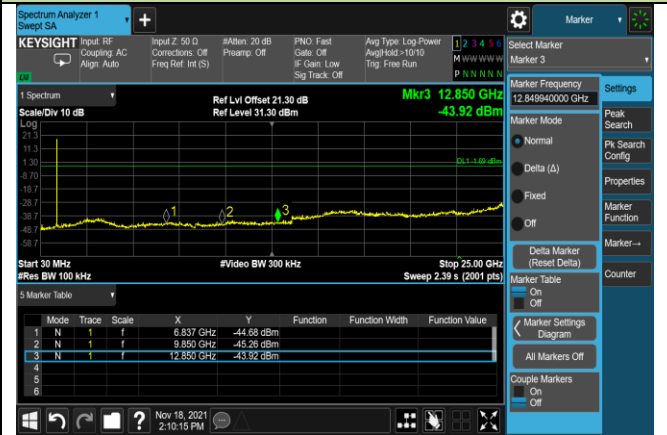 Spectrum Analyzer 1
Swept SA
+
Marker
KEYSIGHT
Input: RF
Coupling: AC
Align: Auto
Input Z: 50 Ω
Corrections: Off
Freq Ref: Int (S)
#Atten: 20 dB
Preamp: Off
PNO: Fast
Gate: Off
IF Gain: Low
Sig Track: Off
Avg Type: Log-Power
Avg|Hold:>10/10
Trig: Free Run
1 2 3 4 5 6
M W W W W W
P N N N N N
LW
1 Spectrum
Scale/Div 10 dB
Ref Lvl Offset 21.30 dB
Ref Level 31.30 dBm
Mkr3 12.850 GHz
-43.92 dBm
Log
21.3
11.3
1.30
-8.70
-18.7
-28.7
-38.7
-48.7
-58.7
DL1 -1.69 dBm
1
2
3
Start 30 MHz
#Res BW 100 kHz
#Video BW 300 kHz
Stop 25.00 GHz
Sweep 2.39 s (2001 pts)
5 Marker Table
Mode Trace Scale X Y Function Function Width Function Value
1 N 1 f 6.837 GHz -44.68 dBm
2 N 1 f 9.850 GHz -45.26 dBm
3 N 1 f 12.850 GHz -43.92 dBm
4
5
6
Nov 18, 2021
2:10:15 PM
Select Marker
Marker 3
Marker Frequency
12.849940000 GHz
Marker Mode
Normal
Delta (Δ)
Fixed
Off
Delta Marker
(Reset Delta)
Marker Table
On
Off
Marker Settings
Diagram
All Markers Off
Couple Markers
On
Off
Settings
Peak
Search
Pk Search
Config
Properties
Marker
Function
Marker→
Counter